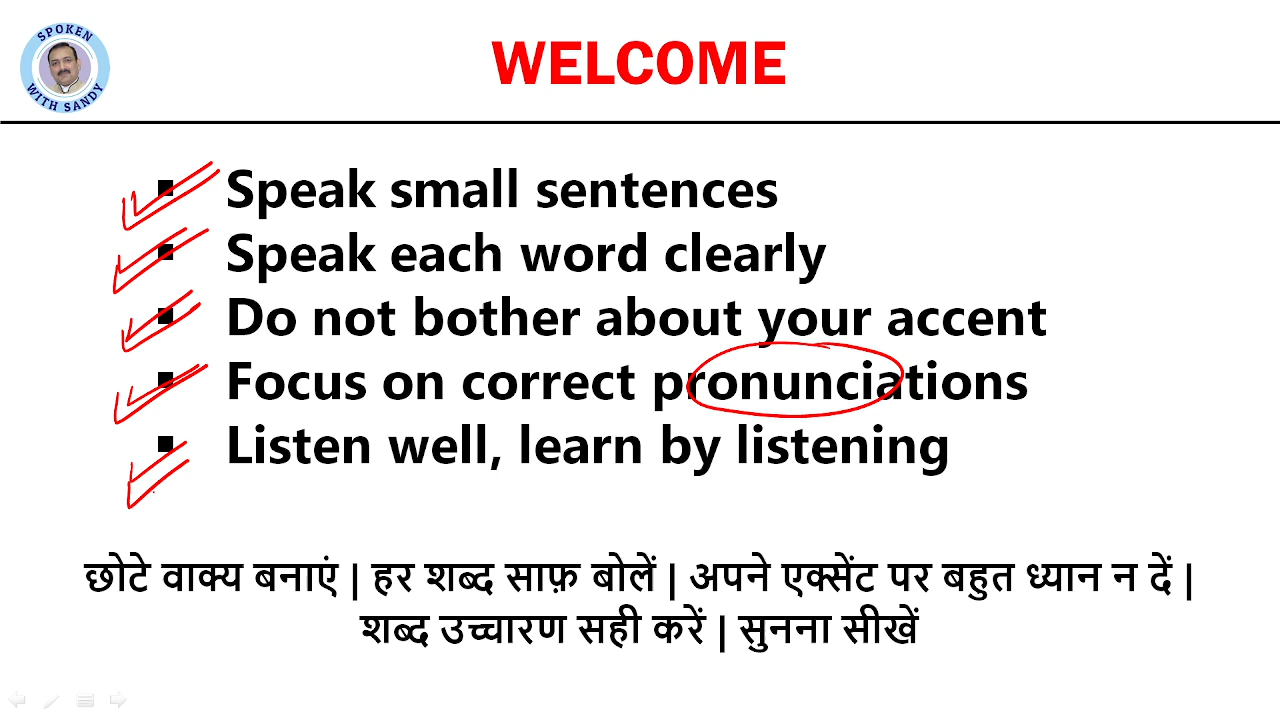 SPOKEN
WITH SANDY
WELCOME
Speak small sentences
Speak each word clearly
Do not bother about your accent
Focus on correct pronunciations
Listen well, learn by listening
छोटे वाक्य बनाएं | हर शब्द साफ़ बोलें | अपने एक्सेंट पर बहुत ध्यान न दें |
शब्द उच्चारण सही करें | सुनना सीखें